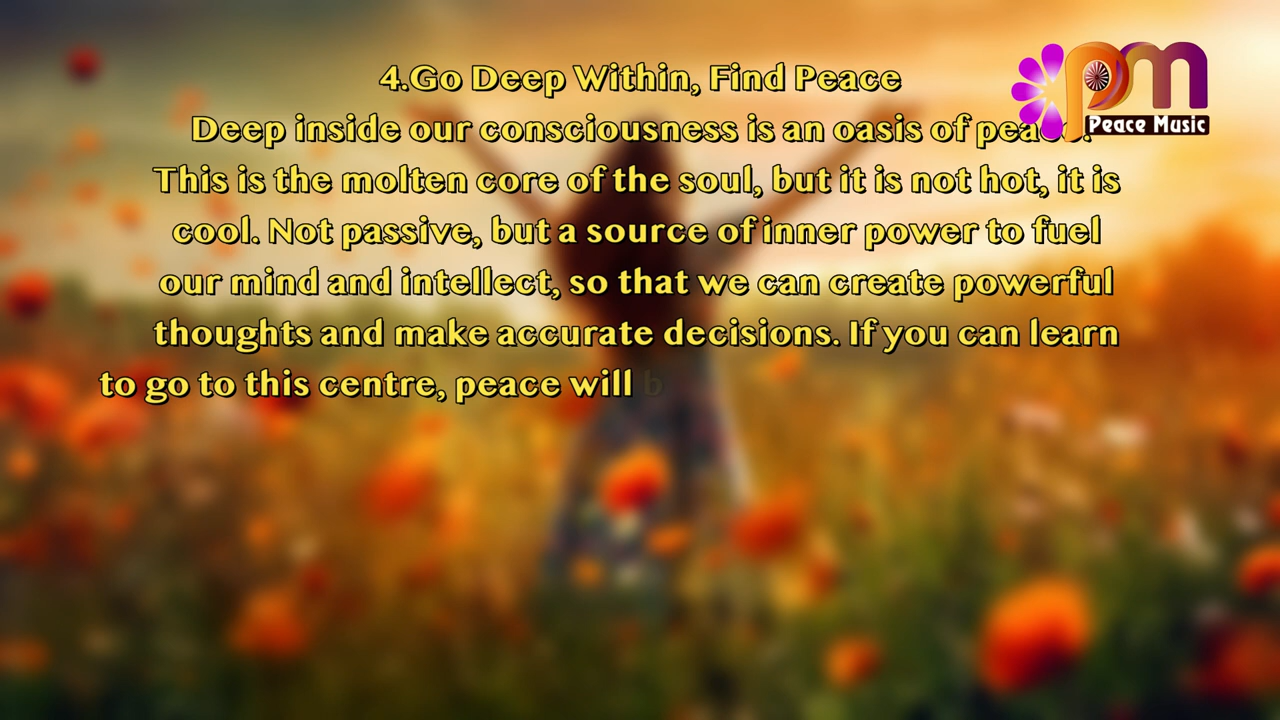 4.Go Deep Within, Find Peace
Deep inside our consciousness is an oasis of
This is the molten core of the soul, but it is not hot, it is
cool. Not passive, but a source of inner power to fuel
our mind and intellect, so that we can create powerful
thoughts and make accurate decisions. If you can learn
to go to this centre, peace will b
pm
Peace Music